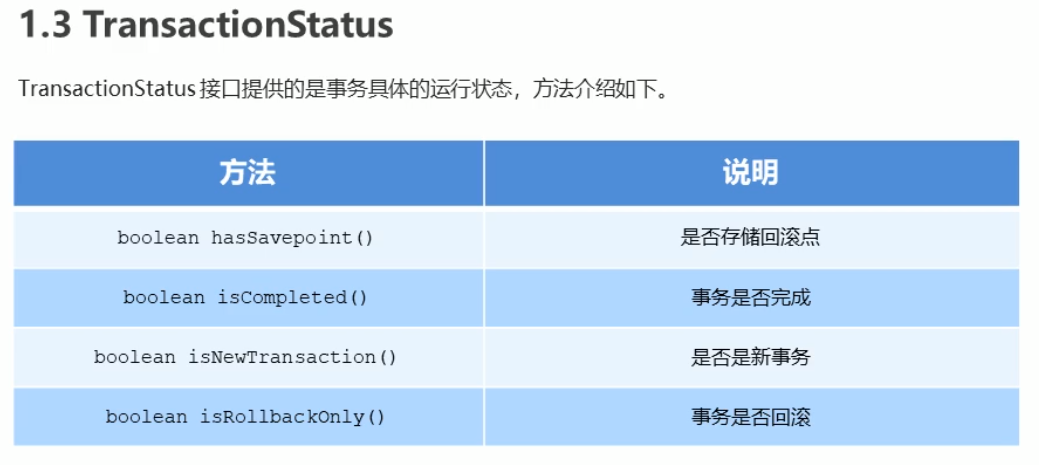 1.3 TransactionStatus
TransactionStatus 接口提供的是事务具体的运行状态，方法介绍如下。
方法 说明
boolean hasSavepoint() 是否存储回滚点
boolean isCompleted() 事务是否完成
boolean isNewTransaction() 是否是新事务
boolean isRollbackOnly() 事务是否回滚